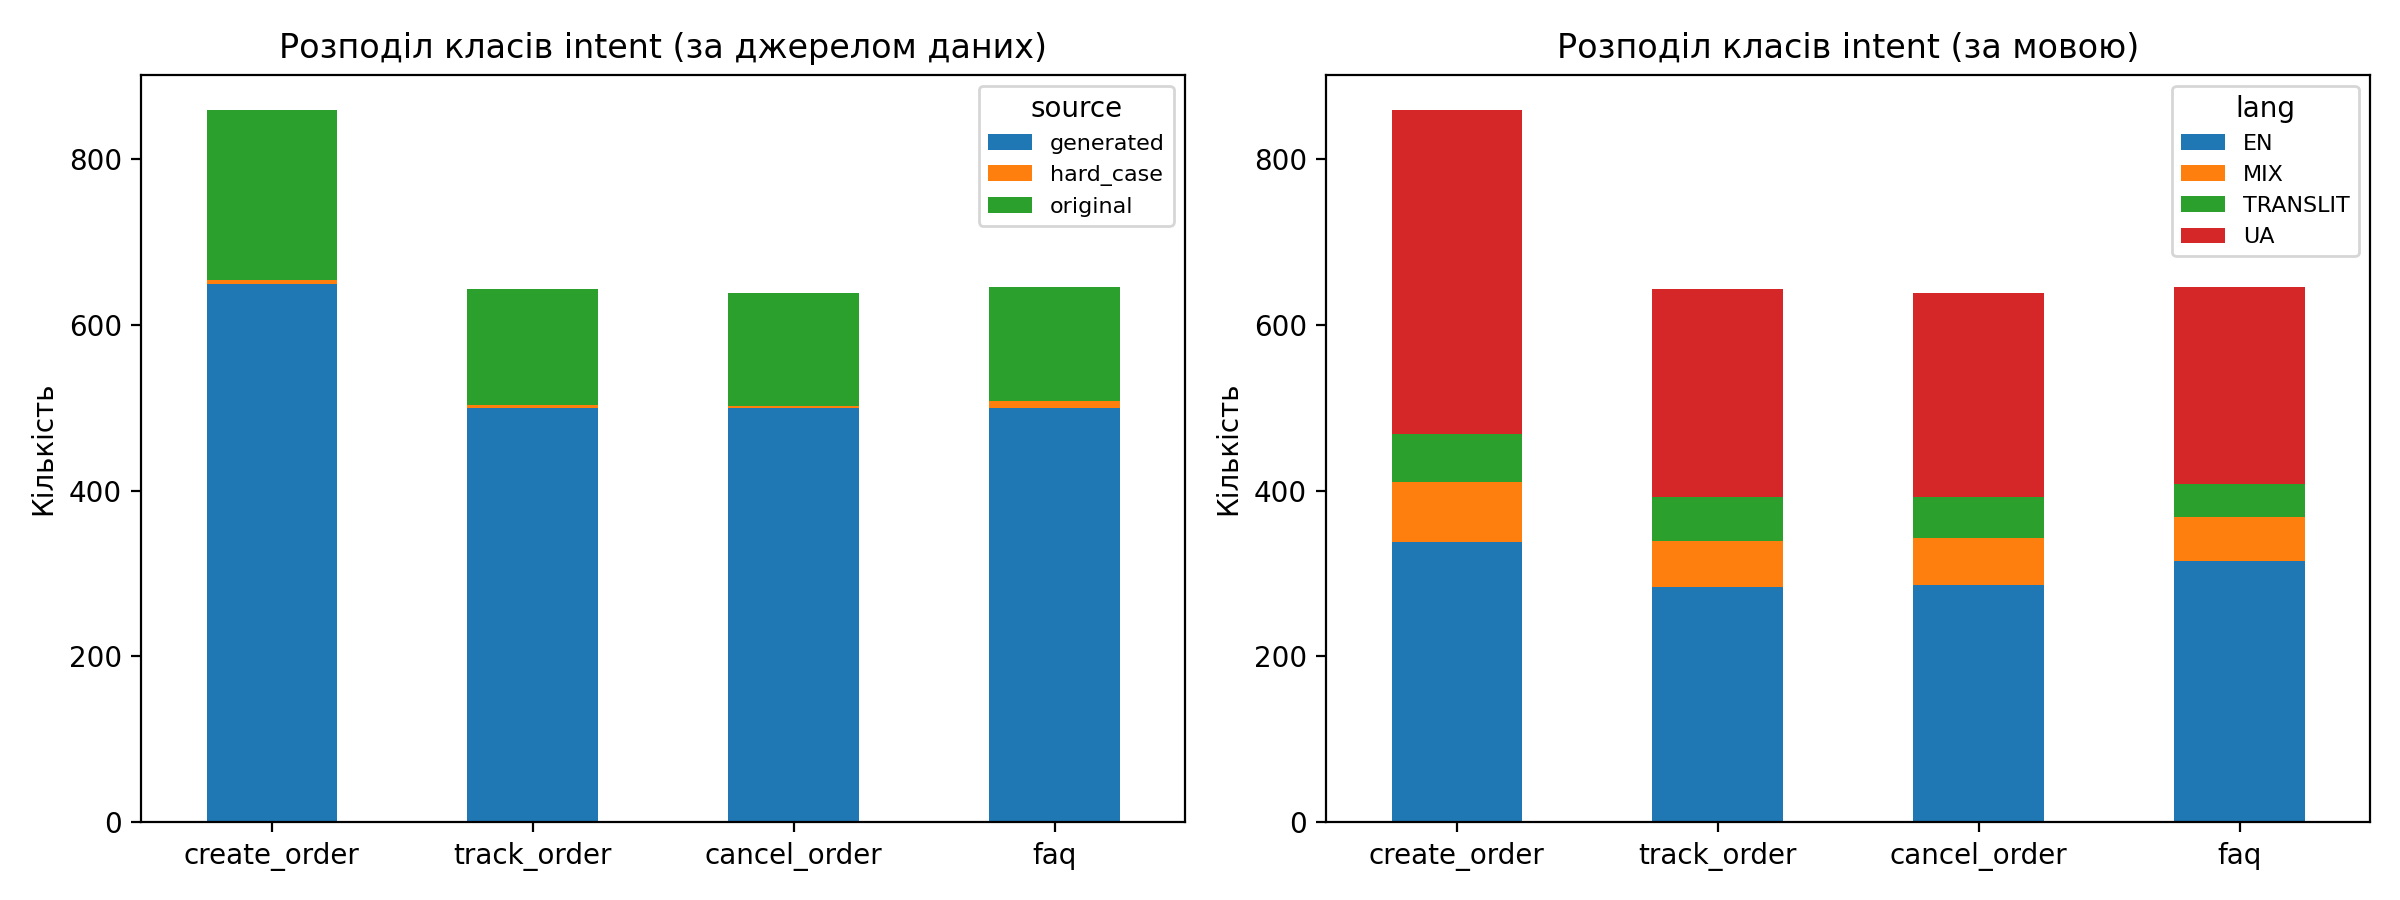 Розподіл класів intent (за джерелом даних)
source
generated
hard_case
original
800
600
400
200
0
Кількість
create_order
track_order
cancel_order
faq
Розподіл класів intent (за мовою)
lang
EN
MIX
TRANSLIT
UA
800
600
400
200
0
Кількість
create_order
track_order
cancel_order
faq